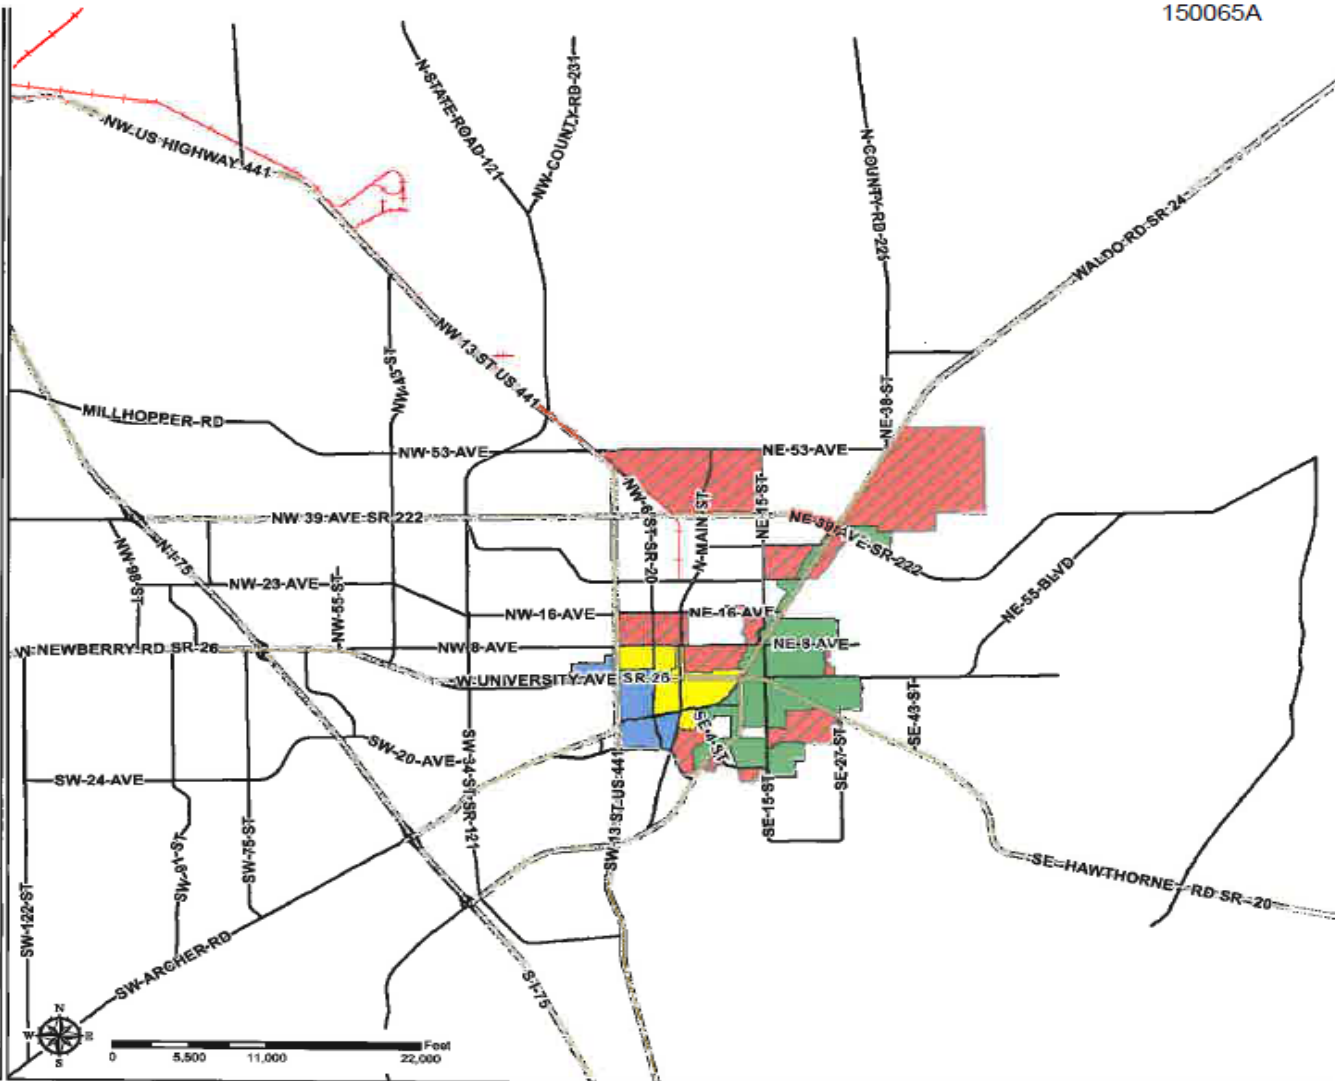 150065A
N-STATE-ROAD-121
NW-COUNTY-RD-231
N-COUNTY-RD-225
NW-US HIGHWAY-441
WALDO RD-SR-24
NW-13-ST-US-441
NW-43-ST
MILLHOPPER-RD
NE-38-ST
NW-53-AVE
NE-53-AVE
NW-6-ST-SR-20
N-MAIN-ST
NE-15-ST
NW 39-AVE SR-222
NE-39-AVE-SR-222
NW-98-ST
N-I-75
NW-23-AVE
NW-55-ST
NE-55-BLVD
NW-16-AVE
NE-16-AVE
W NEWBERRY-RD SR-26
NW-8-AVE
NE-8-AVE
W-UNIVERSITY-AVE SR-26
SE-43-ST
SE-4-ST
SW-20-AVE
SW-24-AVE
SW-34-ST-SR-121
SW-13-ST-US-441
SE-15-ST
SE-27-ST
SW-91-ST
SW-75-ST
SW-122-ST
SE-HAWTHORNE-RD SR-20
SW-ARCHER-RD
S-I-75
N
W E
S
Feet
0 5,500 11,000 22,000